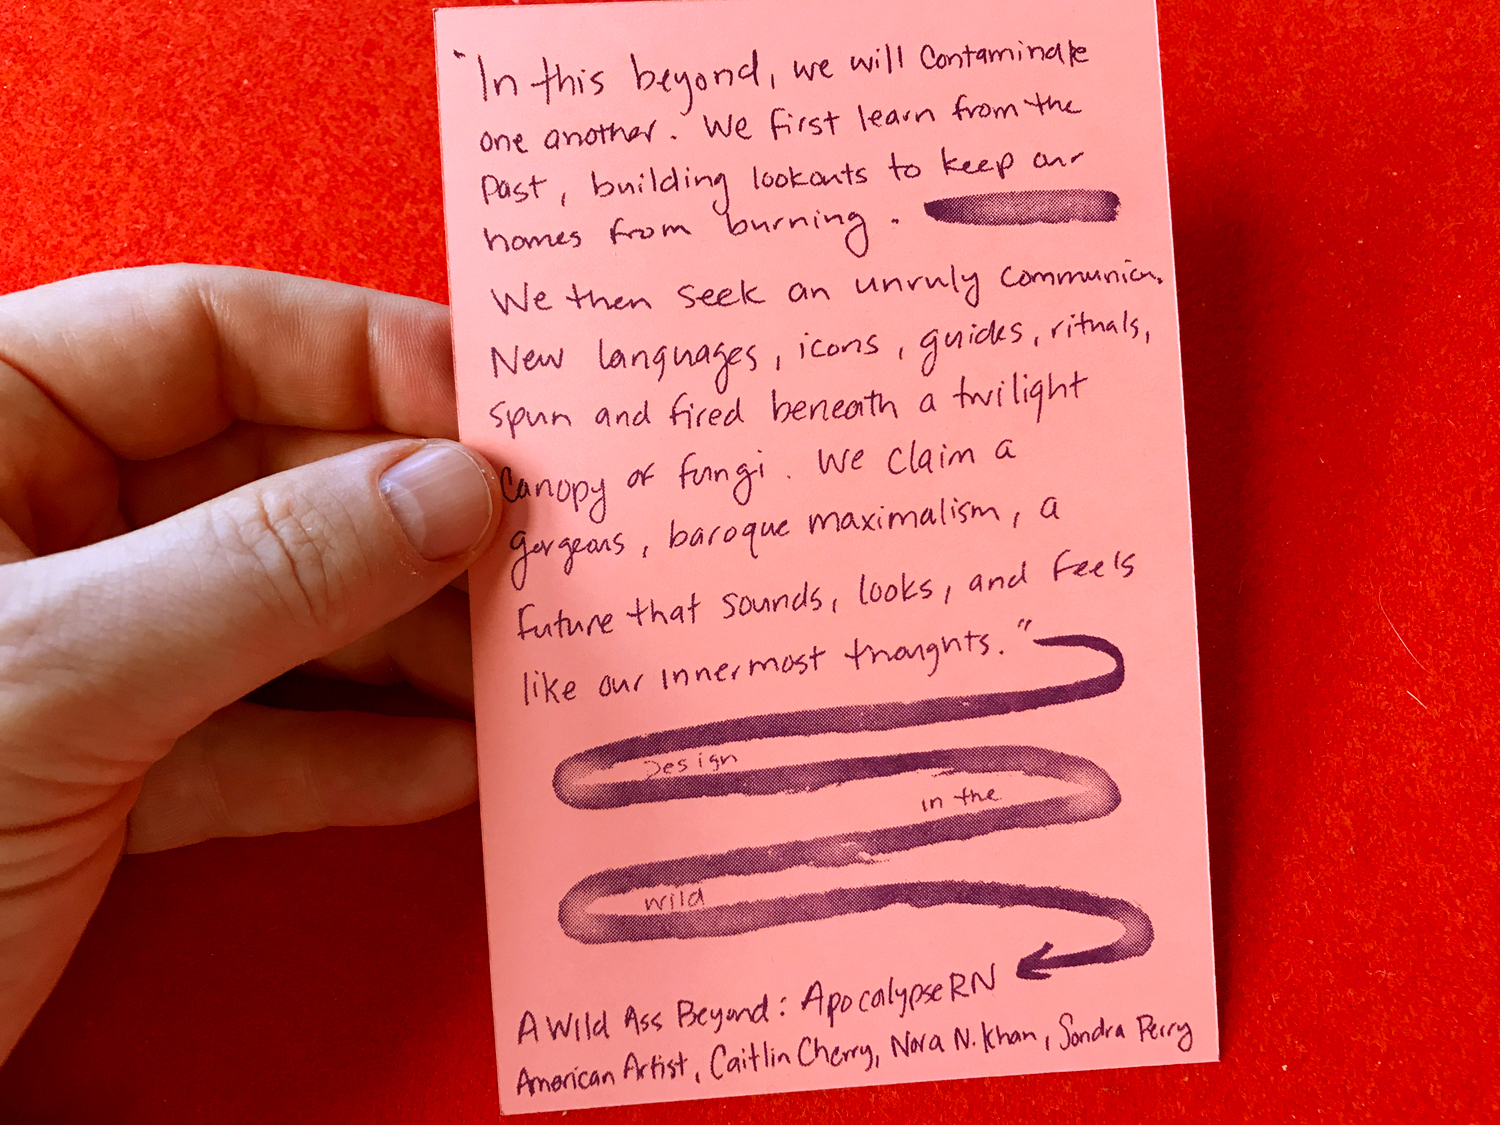 "In this beyond, we will contaminate
one another. We first learn from the
past, building lookouts to keep our
homes from burning.
We then seek an unruly communion.
New languages, icons, guides, rituals,
spun and fired beneath a twilight
canopy of fungi. We claim a
gorgeous, baroque maximalism, a
future that sounds, looks, and feels
like our innermost thoughts."
Design
in the
wild
A Wild Ass Beyond: ApocalypseRN
American Artist, Caitlin Cherry, Nora N. Khan, Sondra Perry